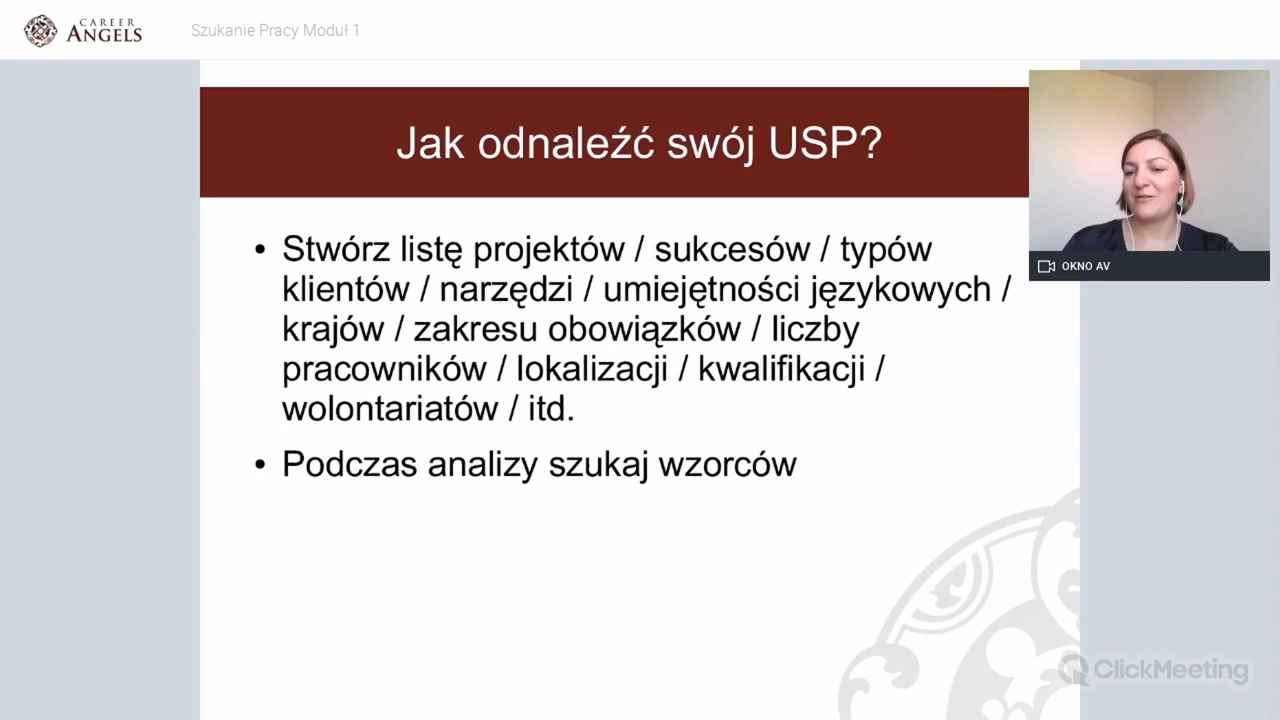 CAREER
ANGELS
Szukanie Pracy Moduł 1
Jak odnaleźć swój USP?
• Stwórz listę projektów / sukcesów / typów
klientów / narzędzi / umiejętności językowych /
krajów / zakresu obowiązków / liczby
pracowników / lokalizacji / kwalifikacji /
wolontariatów / itd.
• Podczas analizy szukaj wzorców
OKNO AV
ClickMeeting